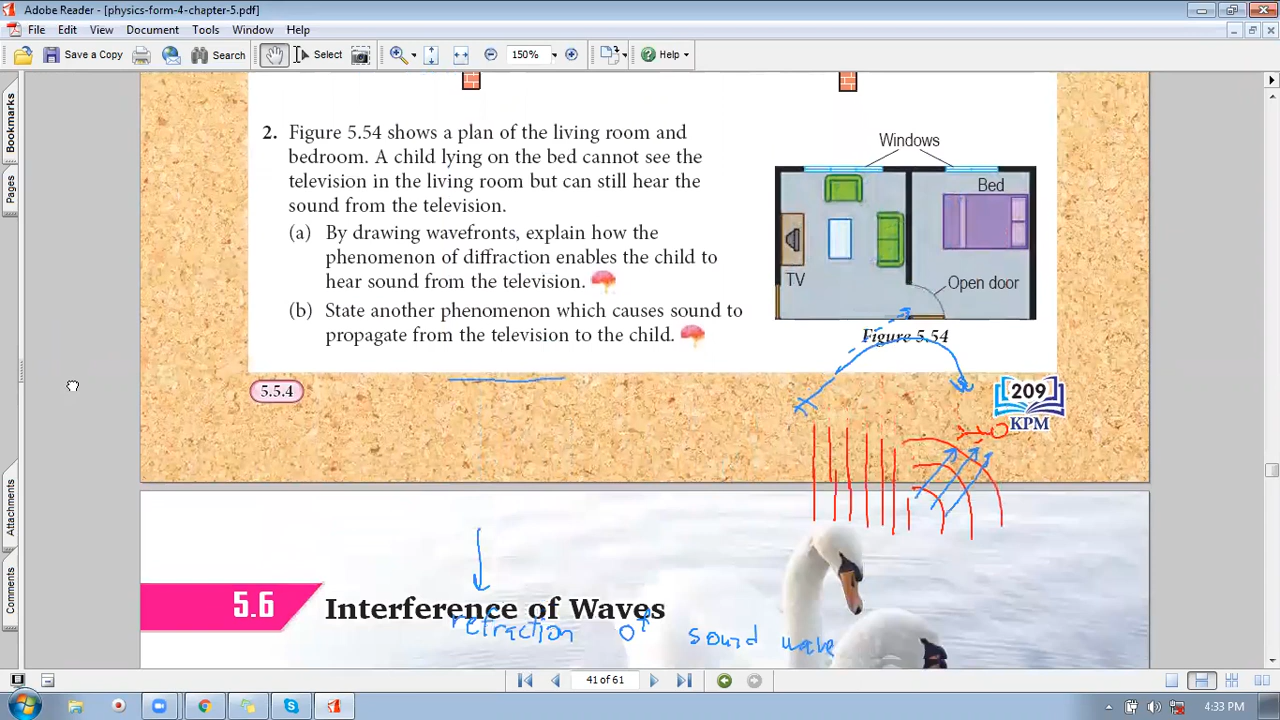 Adobe Reader - [physics-form-4-chapter-5.pdf]
File Edit View Document Tools Window Help
Save a Copy Search Select 150% Help
Bookmarks
Pages
Attachments
Comments
2. Figure 5.54 shows a plan of the living room and
bedroom. A child lying on the bed cannot see the
television in the living room but can still hear the
sound from the television.
(a) By drawing wavefronts, explain how the
phenomenon of diffraction enables the child to
hear sound from the television.
(b) State another phenomenon which causes sound to
propagate from the television to the child.
Windows
Bed
TV
Open door
Figure 5.54
5.5.4
209
KPM
5.6 Interference of Waves
refraction of sound wave
41 of 61
4:33 PM